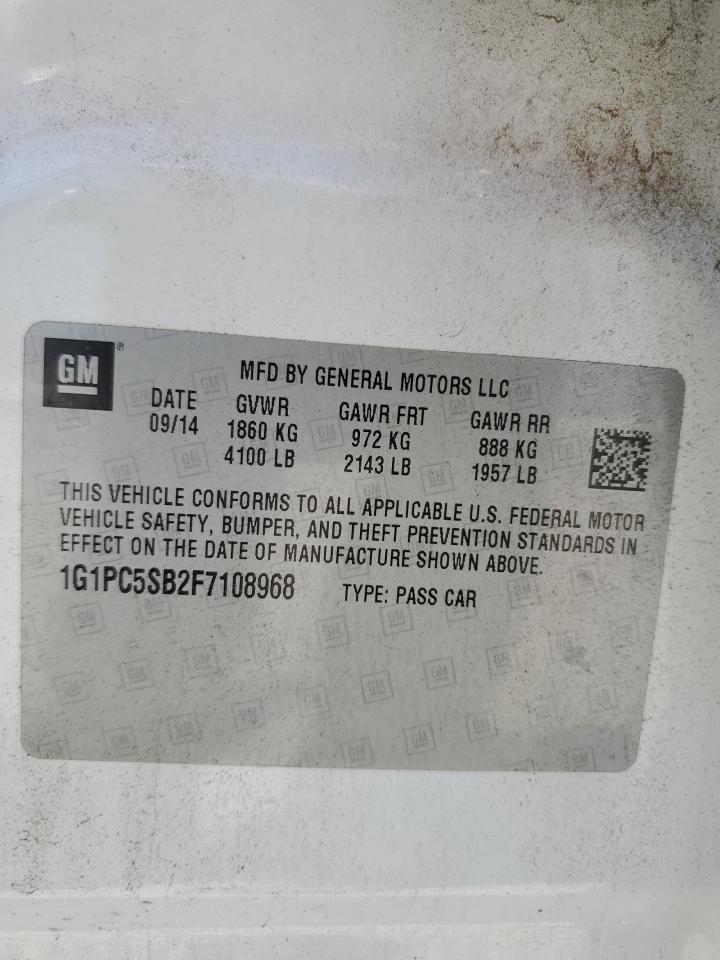 GM ®
MFD BY GENERAL MOTORS LLC
DATE GVWR GAWR FRT GAWR RR
09/14 1860 KG 972 KG 888 KG
4100 LB 2143 LB 1957 LB
THIS VEHICLE CONFORMS TO ALL APPLICABLE U.S. FEDERAL MOTOR
VEHICLE SAFETY, BUMPER, AND THEFT PREVENTION STANDARDS IN
EFFECT ON THE DATE OF MANUFACTURE SHOWN ABOVE.
1G1PC5SB2F7108968 TYPE: PASS CAR